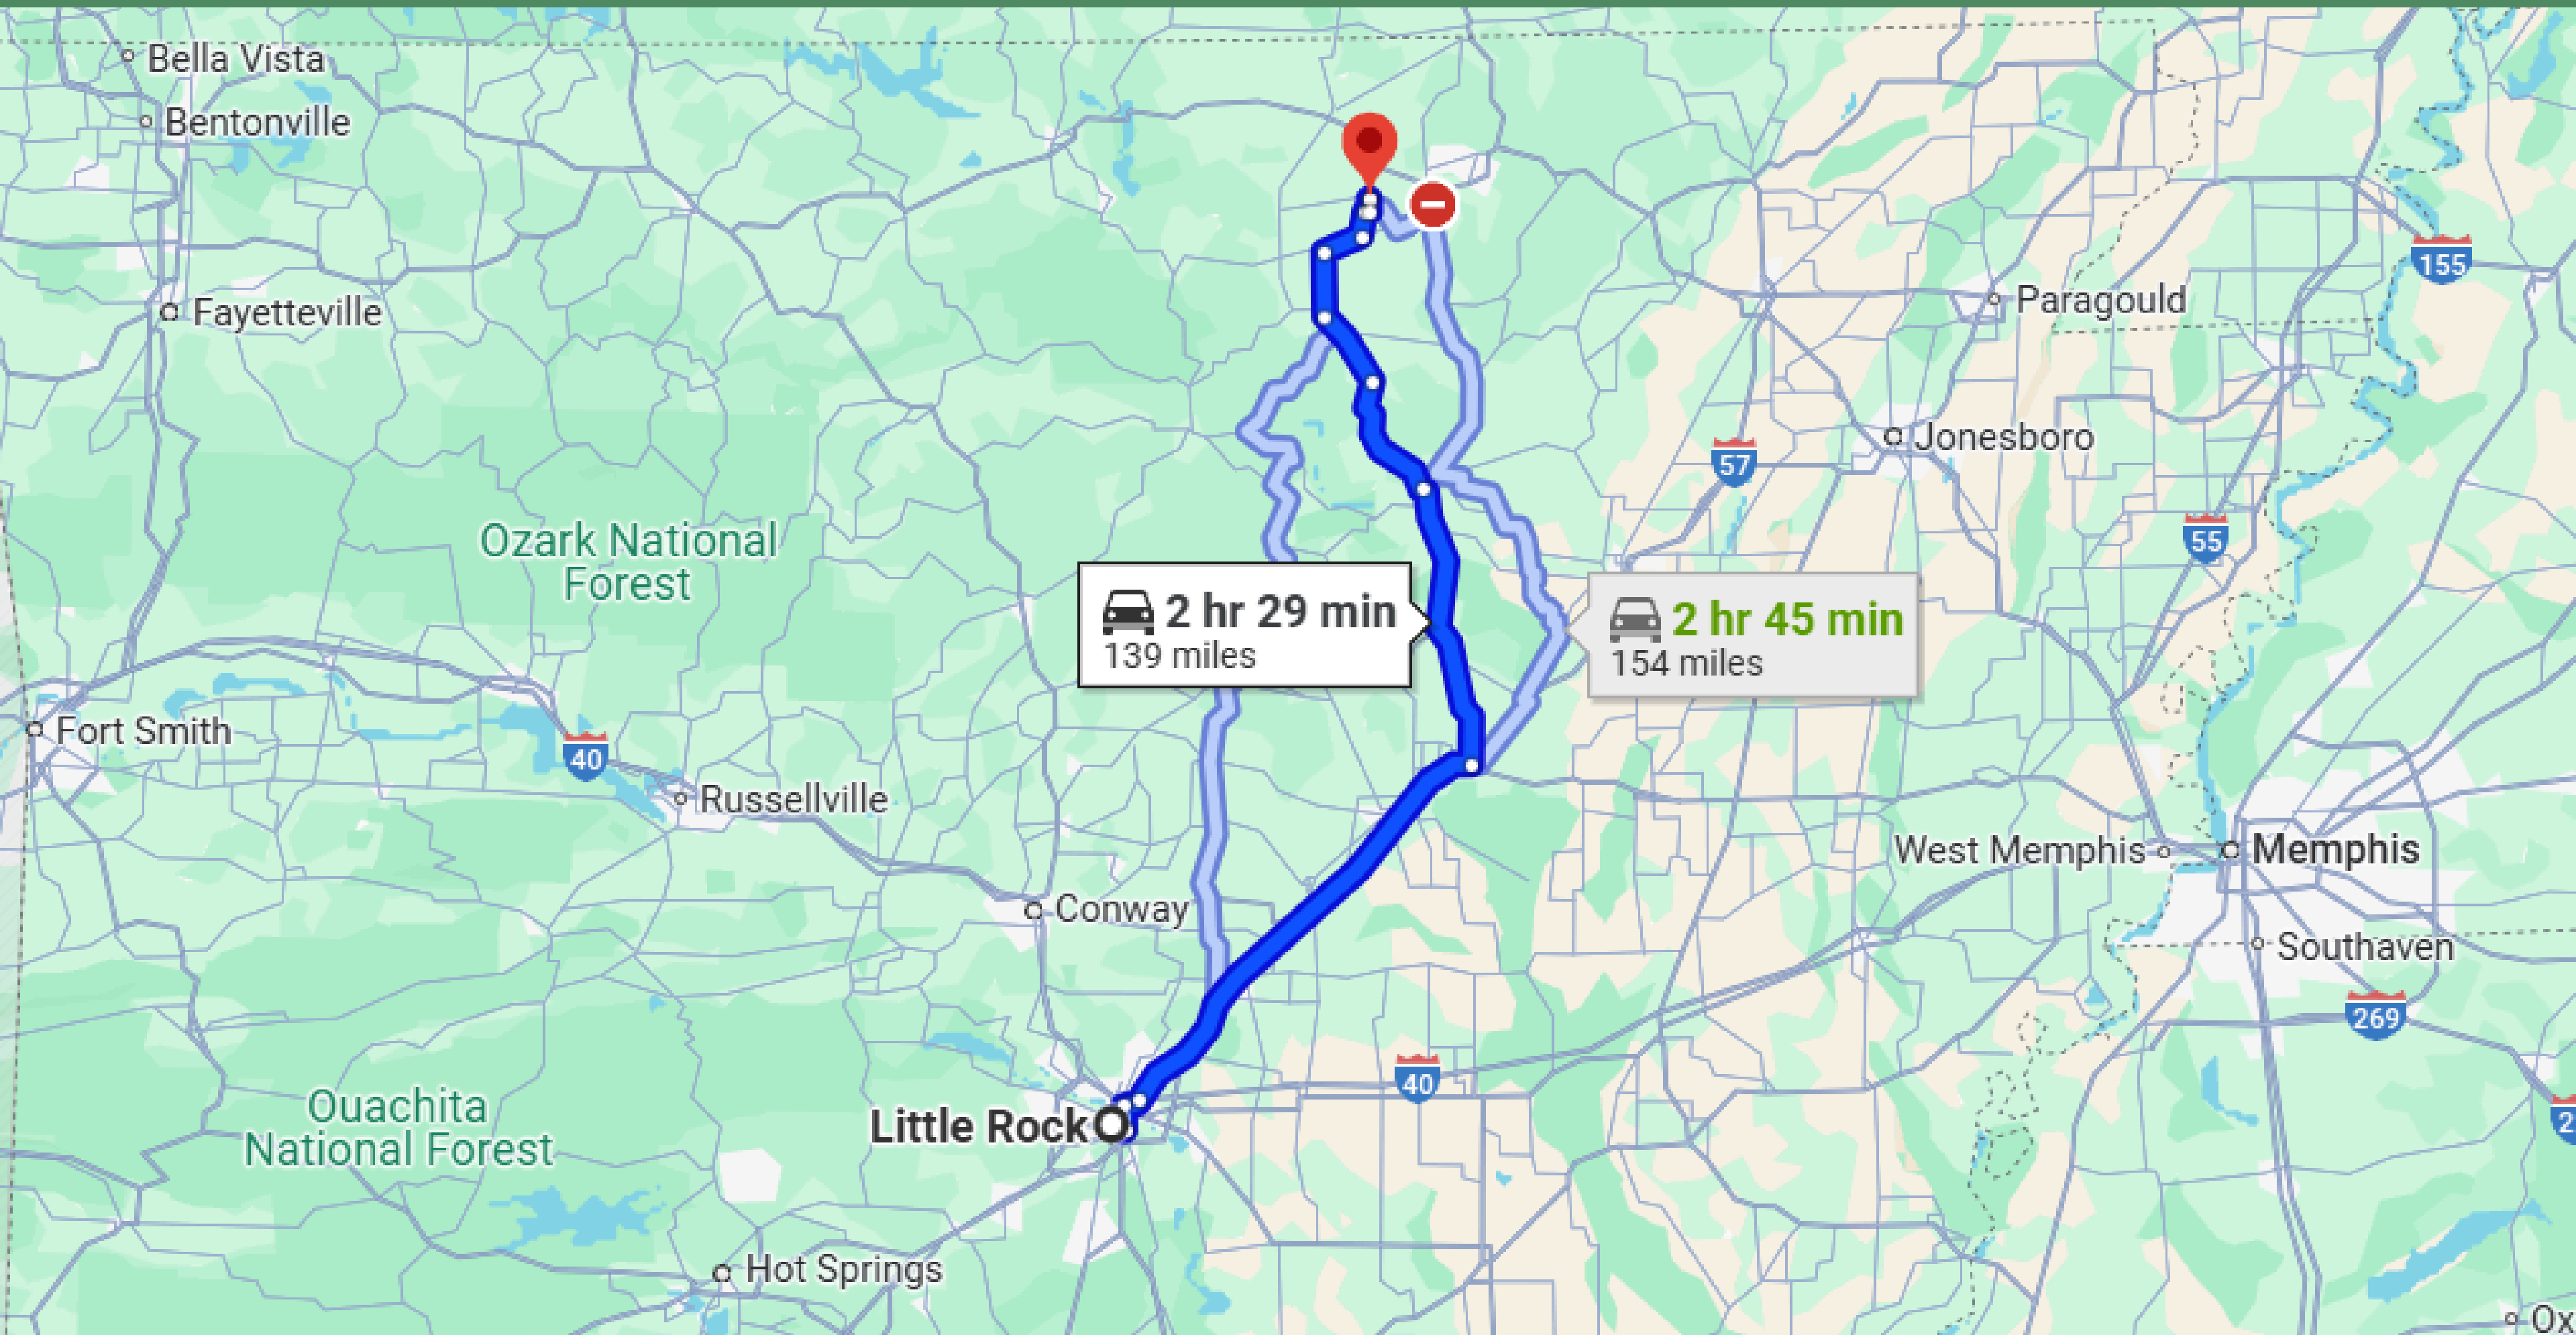 Bella Vista
Bentonville
155
Paragould
Fayetteville
Jonesboro
57
Ozark National
Forest
55
2 hr 29 min
139 miles
2 hr 45 min
154 miles
Fort Smith
40
Russellville
West Memphis
Memphis
Conway
Southaven
269
40
Little Rock
Ouachita
National Forest
2
Hot Springs
Ox